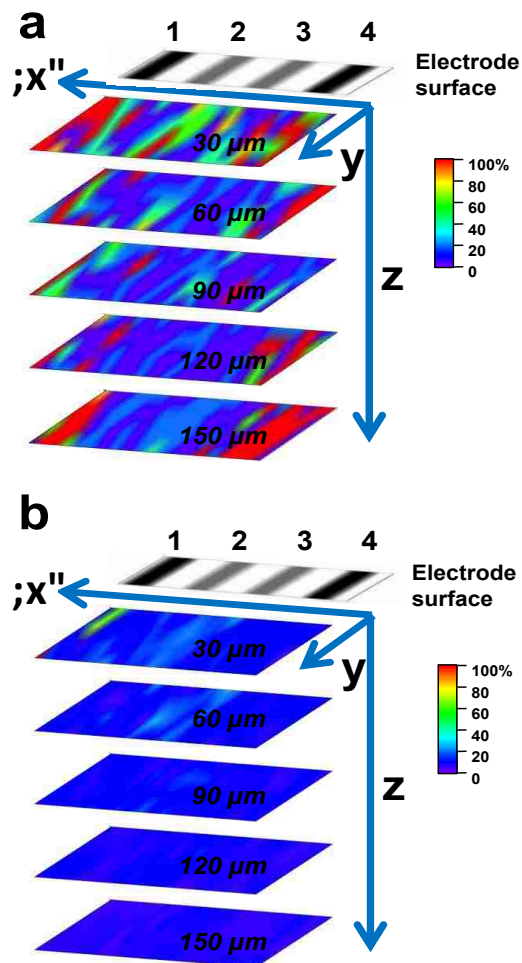 a
1 2 3 4
Electrode
surface
;x"
y
z
30 µm
60 µm
90 µm
120 µm
150 µm
100%
80
60
40
20
0
b
1 2 3 4
Electrode
surface
;x"
y
z
30 µm
60 µm
90 µm
120 µm
150 µm
100%
80
60
40
20
0